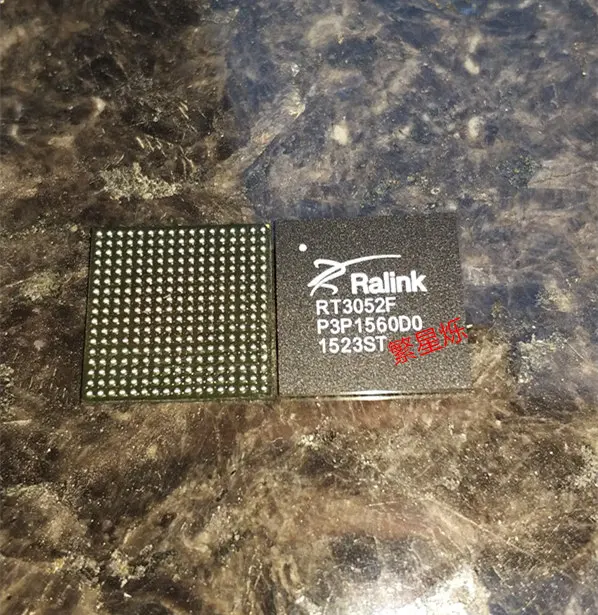 Ralink
RT3052F
P3P1560D0
1523ST
繁星烁